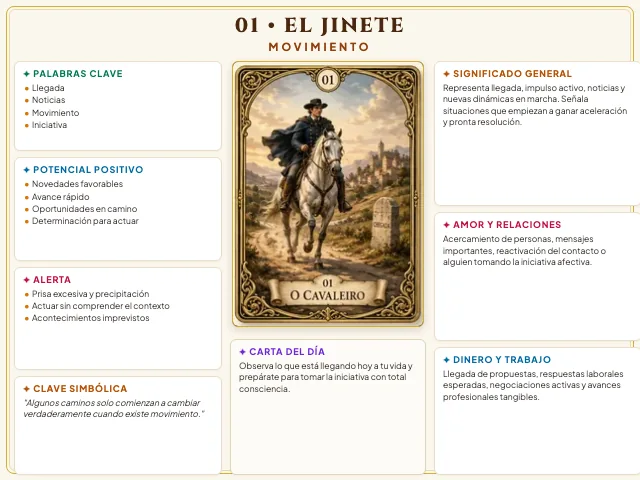 01 • EL JINETE
MOVIMIENTO
✦ PALABRAS CLAVE
• Llegada
• Noticias
• Movimiento
• Iniciativa
✦ POTENCIAL POSITIVO
• Novedades favorables
• Avance rápido
• Oportunidades en camino
• Determinación para actuar
✦ ALERTA
• Prisa excesiva y precipitación
• Actuar sin comprender el contexto
• Acontecimientos imprevistos
✦ CLAVE SIMBÓLICA
"Algunos caminos solo comienzan a cambiar
verdaderamente cuando existe movimiento."
01
01
O CAVALEIRO
✦ CARTA DEL DÍA
Observa lo que está llegando hoy a tu vida y
prepárate para tomar la iniciativa con total
consciencia.
✦ SIGNIFICADO GENERAL
Representa llegada, impulso activo, noticias y
nuevas dinámicas en marcha. Señala
situaciones que empiezan a ganar aceleración
y pronta resolución.
✦ AMOR Y RELACIONES
Acercamiento de personas, mensajes
importantes, reactivación del contacto o
alguien tomando la iniciativa afectiva.
✦ DINERO Y TRABAJO
Llegada de propuestas, respuestas laborales
esperadas, negociaciones activas y avances
profesionales tangibles.